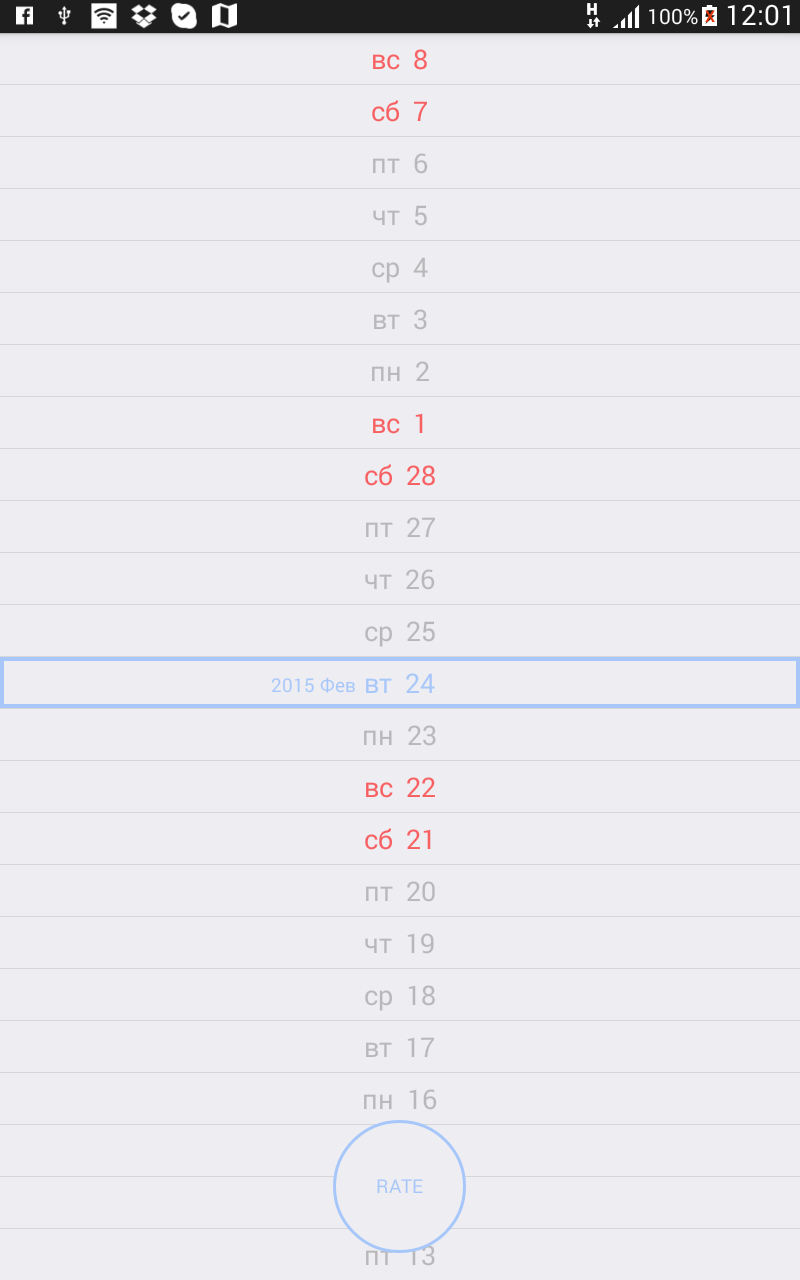 100% 12:01
вс 8
сб 7
пт 6
чт 5
ср 4
вт 3
пн 2
вс 1
сб 28
пт 27
чт 26
ср 25
2015 Фев вт 24
пн 23
вс 22
сб 21
пт 20
чт 19
ср 18
вт 17
пн 16
RATE
пт 13